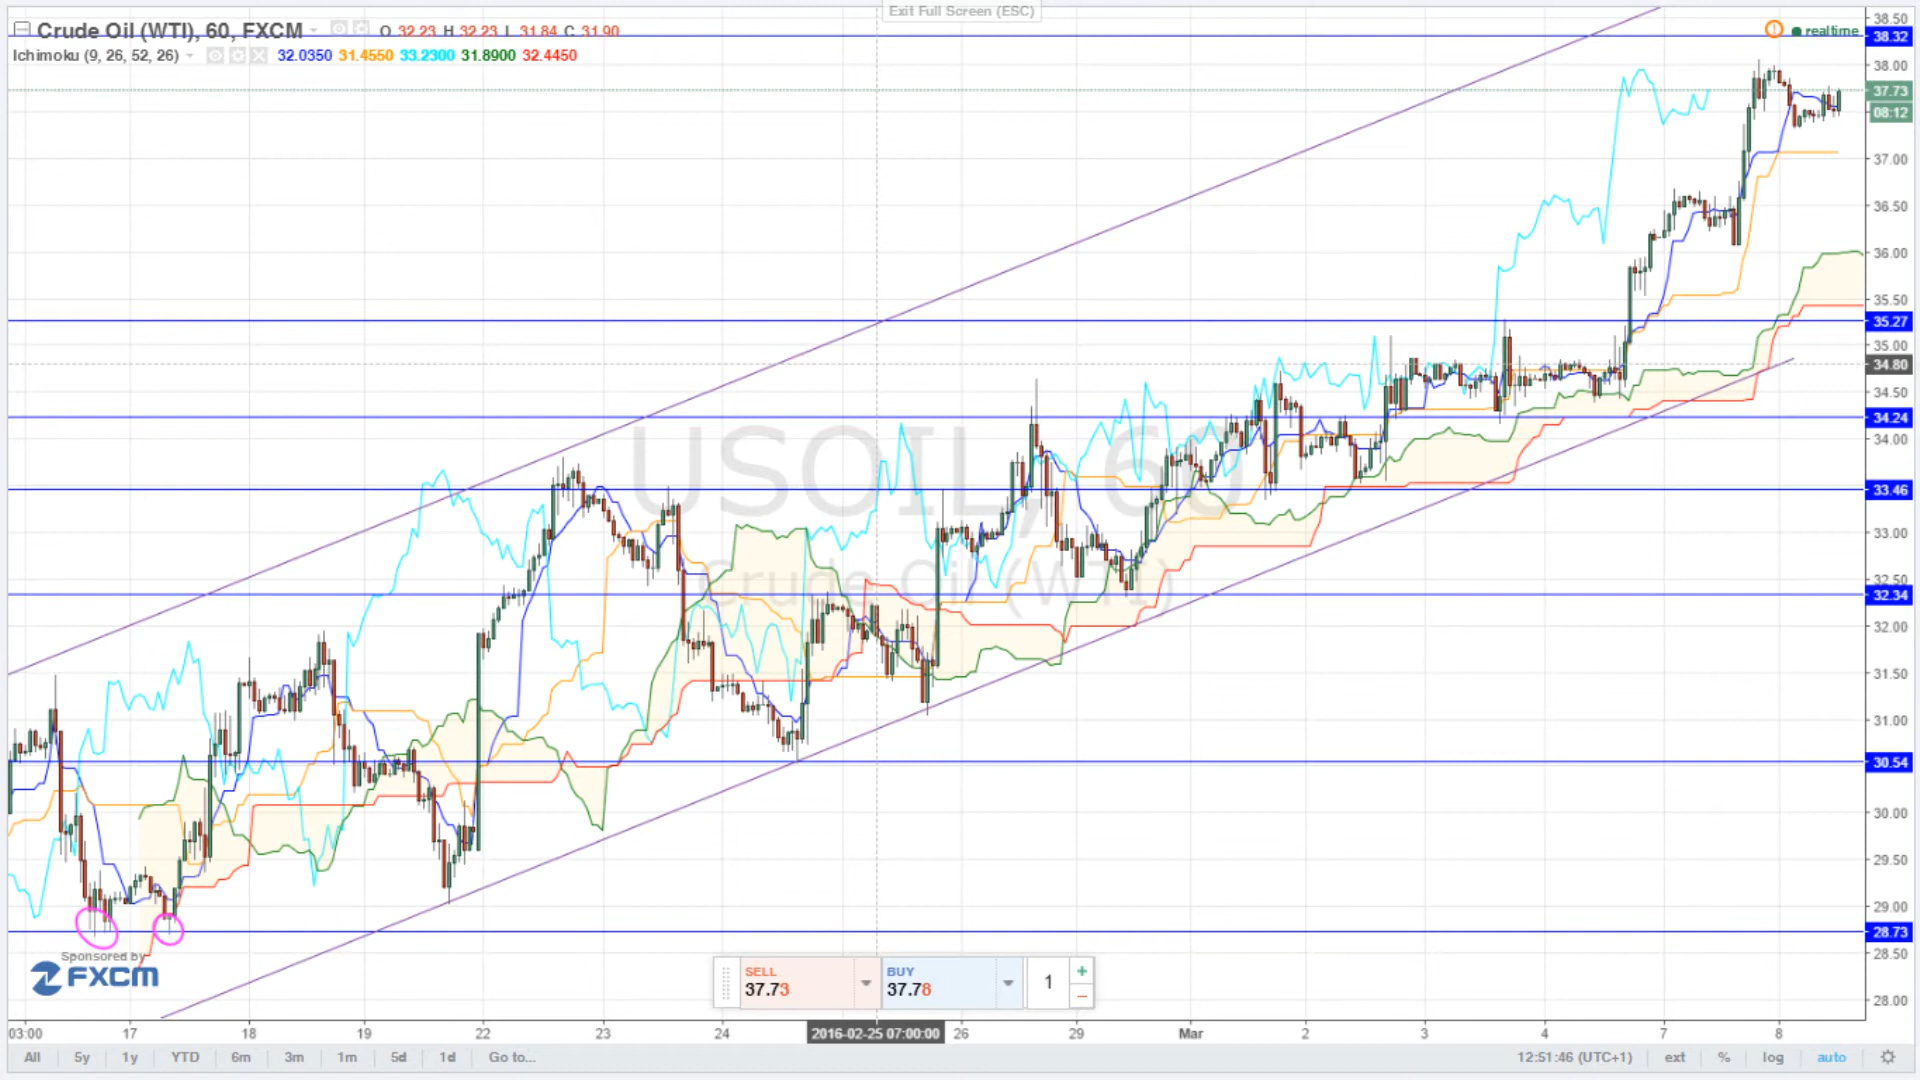 Exit Full Screen (ESC)
Crude Oil (WTI), 60, FXCM O 32.23 H 32.23 L 31.84 C 31.90
realtime
Ichimoku (9, 26, 52, 26) 32.0350 31.4550 33.2300 31.8900 32.4450
38.50
38.32
38.00
37.73
08:12
37.00
36.50
36.00
35.50
35.27
35.00
34.80
34.50
34.24
34.00
33.46
33.00
32.50
32.34
32.00
31.50
31.00
30.54
30.00
29.50
29.00
28.73
28.50
28.00
USOIL, 60
Crude Oil (WTI)
Sponsored by
FXCM
SELL
37.73
BUY
37.78
1
+
−
03:00 17 18 19 22 23 24 2016-02-25 07:00:00 26 29 Mar 2 3 4 7 8
All 5y 1y YTD 6m 3m 1m 5d 1d Go to... 12:51:46 (UTC+1) ext % log auto